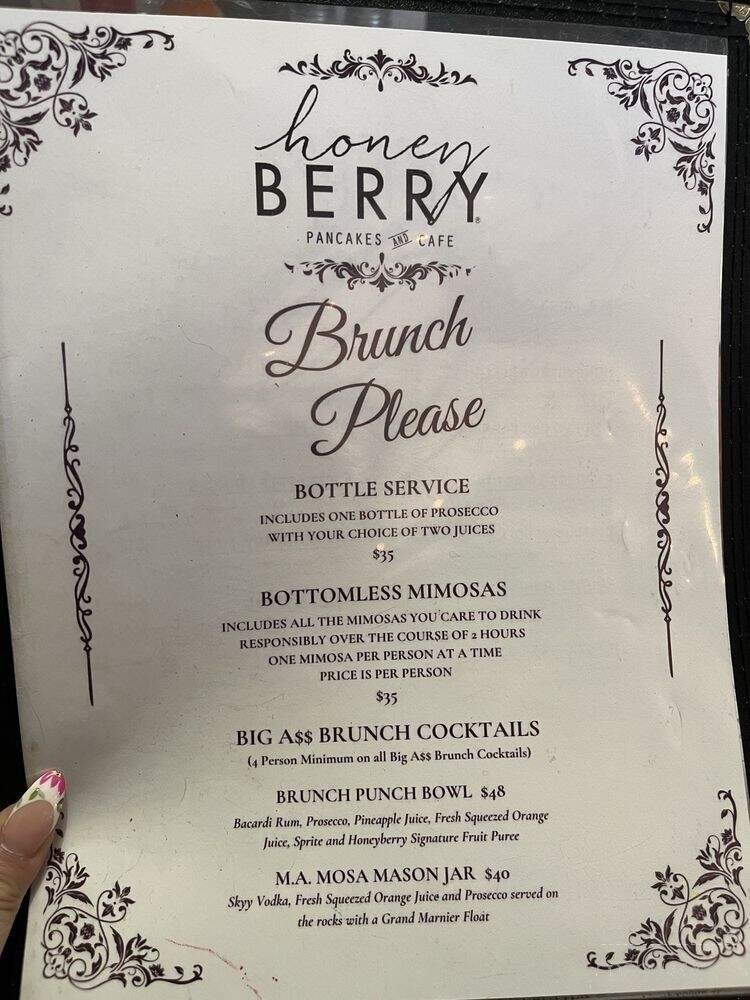 honey
BERRY®
PANCAKES AND CAFE
Brunch
Please
BOTTLE SERVICE
INCLUDES ONE BOTTLE OF PROSECCO
WITH YOUR CHOICE OF TWO JUICES
$35
BOTTOMLESS MIMOSAS
INCLUDES ALL THE MIMOSAS YOU CARE TO DRINK
RESPONSIBLY OVER THE COURSE OF 2 HOURS
ONE MIMOSA PER PERSON AT A TIME
PRICE IS PER PERSON
$35
BIG A$$ BRUNCH COCKTAILS
(4 Person Minimum on all Big A$$ Brunch Cocktails)
BRUNCH PUNCH BOWL $48
Bacardi Rum, Prosecco, Pineapple Juice, Fresh Squeezed Orange
Juice, Sprite and Honeyberry Signature Fruit Puree
M.A. MOSA MASON JAR $40
Skyy Vodka, Fresh Squeezed Orange Juice and Prosecco served on
the rocks with a Grand Marnier Float